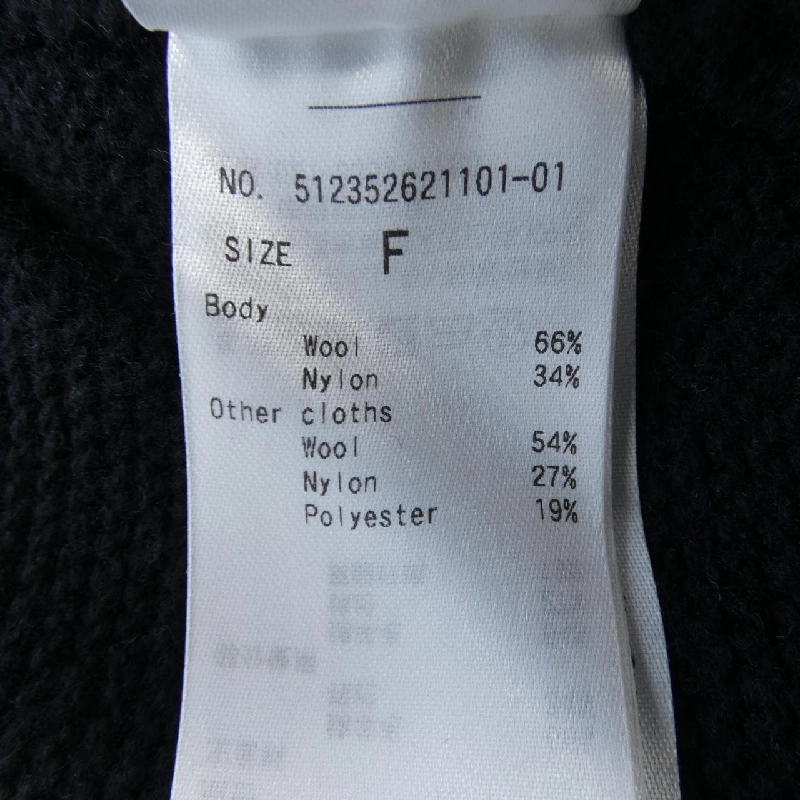 NO. 512352621101-01
SIZE F
Body
Wool 66%
Nylon 34%
Other cloths
Wool 54%
Nylon 27%
Polyester 19%